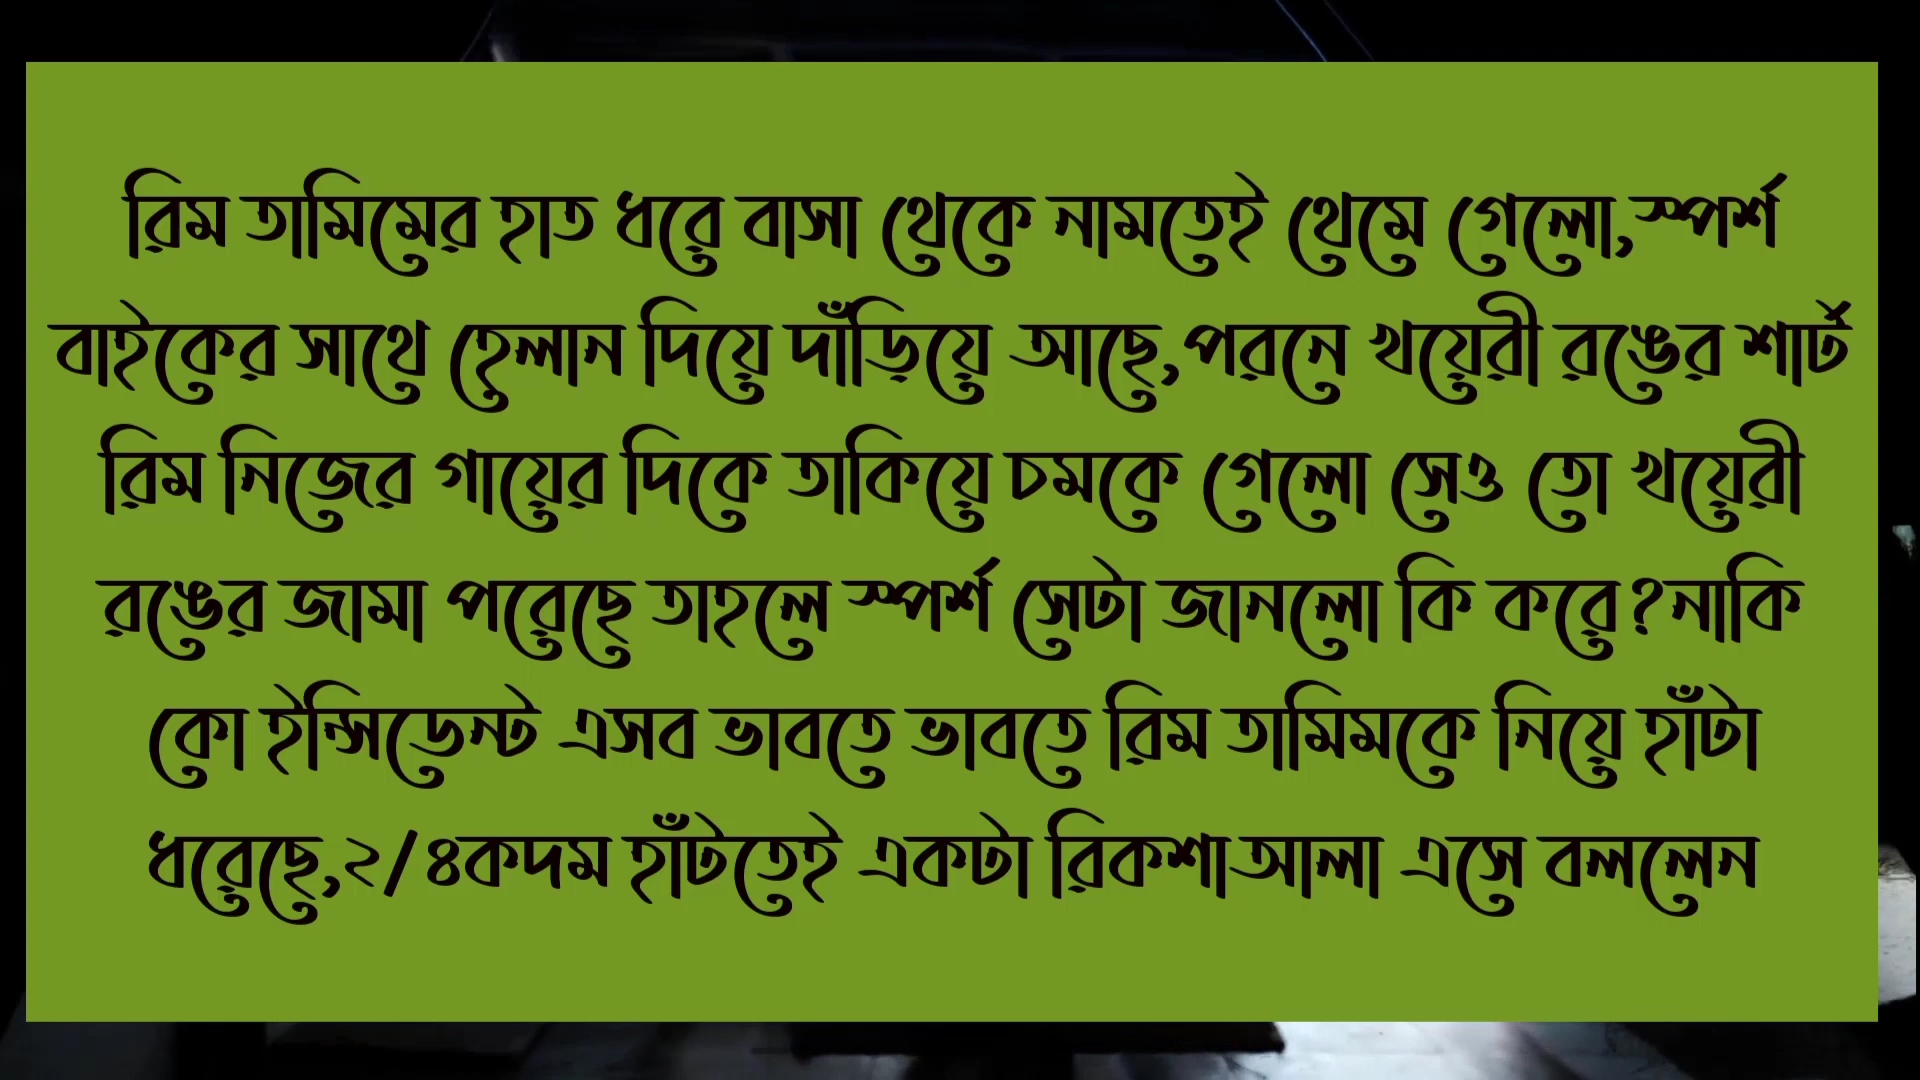 রিম তামিমের হাত ধরে বাসা থেকে নামতেই থেমে গেলো,স্পর্শ
বাইকের সাথে হেলান দিয়ে দাঁড়িয়ে আছে,পরনে খয়েরী রঙের শার্ট
রিম নিজের গায়ের দিকে তাকিয়ে চমকে গেলো সেও তো খয়েরী
রঙের জামা পরেছে তাহলে স্পর্শ সেটা জানলো কি করে?নাকি
কো ইন্সিডেন্ট এসব ভাবতে ভাবতে রিম তামিমকে নিয়ে হাঁটা
ধরেছে,২/৪কদম হাঁটতেই একটা রিকশাআলা এসে বললেন